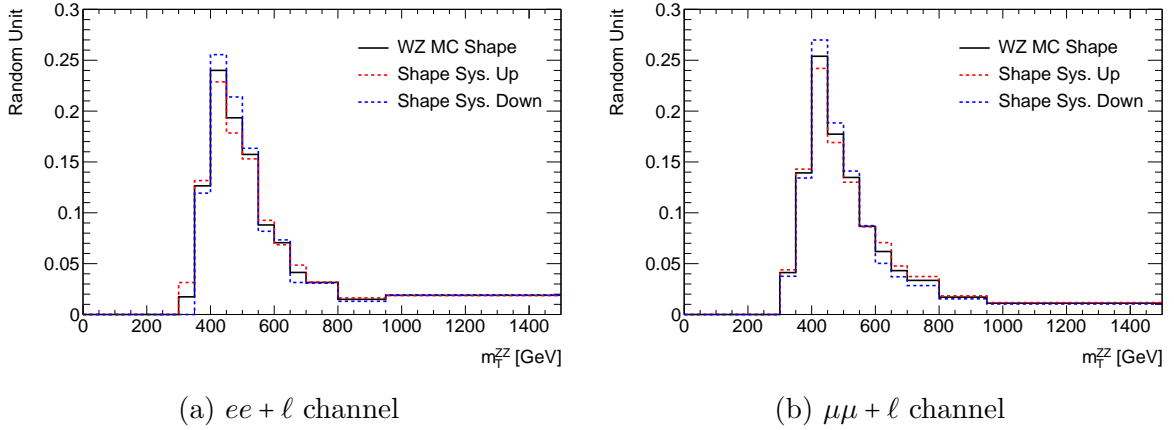 Random Unit
0.25
0.2
0.15
0.1
0.05
0
WZ MC Shape
Shape Sys. Up
Shape Sys. Down
0 200 400 600 800 1000 1200 1400
m_T^ZZ [GeV]
(a) ee + ℓ channel
Random Unit
0.3
0.25
0.2
0.15
0.1
0.05
0
WZ MC Shape
Shape Sys. Up
Shape Sys. Down
0 200 400 600 800 1000 1200 1400
m_T^ZZ [GeV]
(b) μμ + ℓ channel